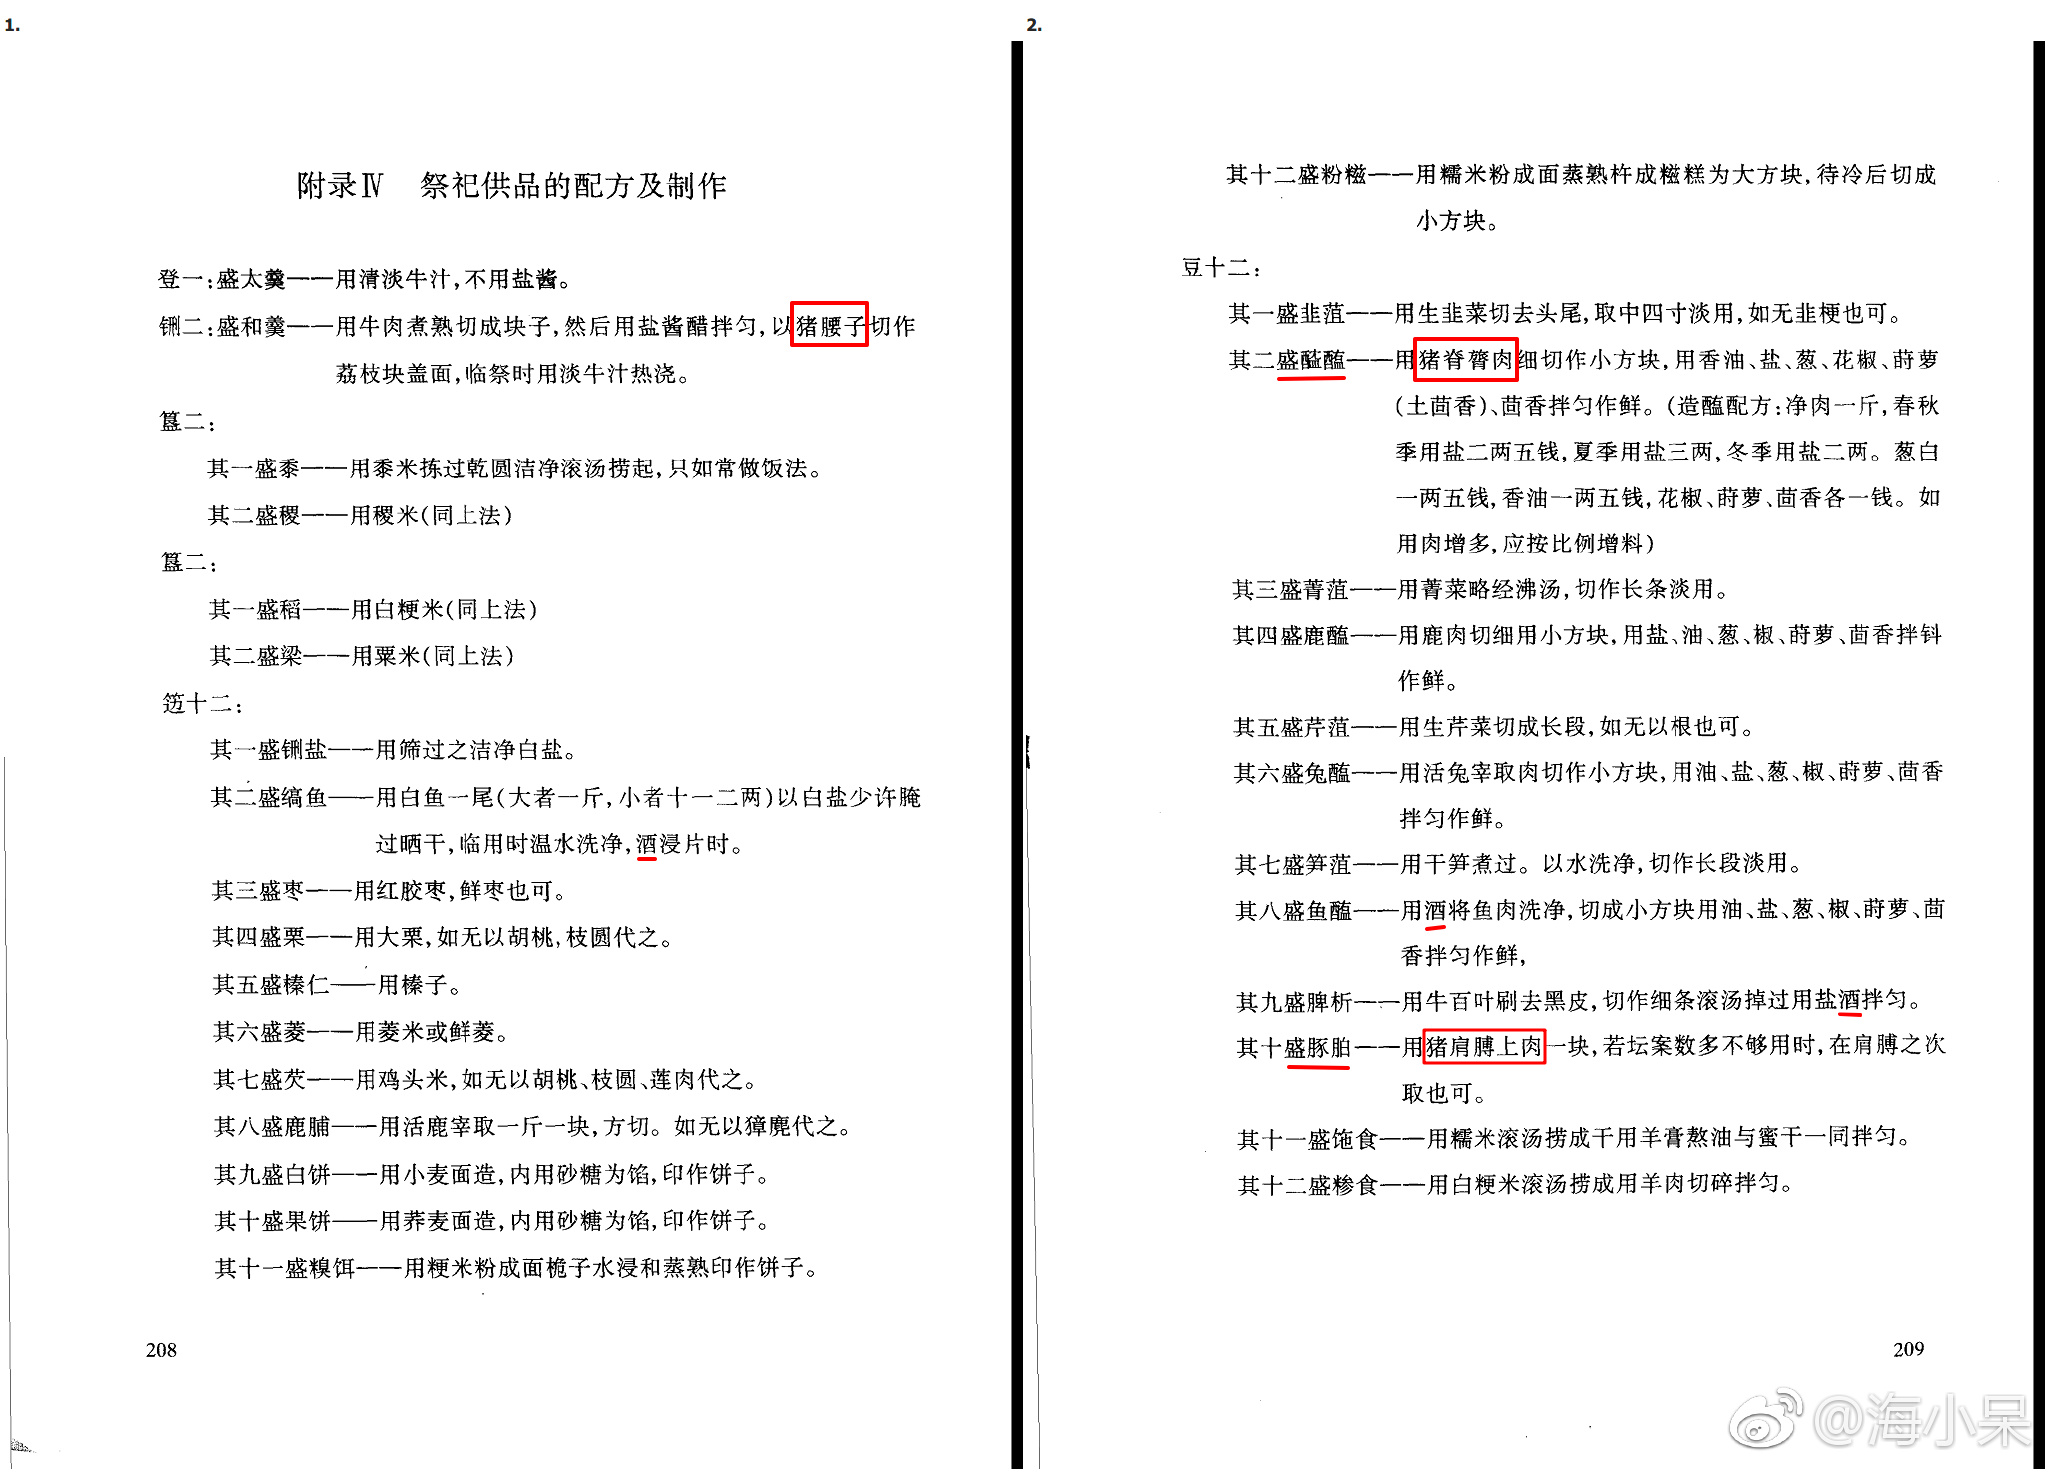 1.
附录Ⅳ 祭祀供品的配方及制作
登一:盛太羹——用清淡牛汁,不用盐酱。
铏二:盛和羹——用牛肉煮熟切成块子,然后用盐酱醋拌匀,以猪腰子切作
荔枝块盖面,临祭时用淡牛汁热浇。
簋二:
其一盛黍——用黍米拣过乾圆洁净滚汤捞起,只如常做饭法。
其二盛稷——用稷米(同上法)
簋二:
其一盛稻——用白粳米(同上法)
其二盛梁——用粟米(同上法)
笾十二:
其一盛铏盐——用筛过之洁净白盐。
其二盛缟鱼——用白鱼一尾(大者一斤,小者十一二两)以白盐少许腌
过晒干,临用时温水洗净,酒浸片时。
其三盛枣——用红胶枣,鲜枣也可。
其四盛栗——用大栗,如无以胡桃,枝圆代之。
其五盛榛仁——用榛子。
其六盛菱——用菱米或鲜菱。
其七盛芡——用鸡头米,如无以胡桃、枝圆、莲肉代之。
其八盛鹿脯——用活鹿宰取一斤一块,方切。如无以獐麂代之。
其九盛白饼——用小麦面造,内用砂糖为馅,印作饼子。
其十盛果饼——用荞麦面造,内用砂糖为馅,印作饼子。
其十一盛糗饵——用粳米粉成面栀子水浸和蒸熟印作饼子。
208
2.
其十二盛粉糍——用糯米粉成面蒸熟杵成糍糕为大方块,待冷后切成
小方块。
豆十二:
其一盛韭菹——用生韭菜切去头尾,取中四寸淡用,如无韭梗也可。
其二盛醓醢——用猪脊膂肉细切作小方块,用香油、盐、葱、花椒、莳萝
(土茴香)、茴香拌匀作鲜。(造醢配方:净肉一斤,春秋
季用盐二两五钱,夏季用盐三两,冬季用盐二两。葱白
一两五钱,香油一两五钱,花椒、莳萝、茴香各一钱。如
用肉增多,应按比例增料)
其三盛菁菹——用菁菜略经沸汤,切作长条淡用。
其四盛鹿醢——用鹿肉切细用小方块,用盐、油、葱、椒、莳萝、茴香拌钭
作鲜。
其五盛芹菹——用生芹菜切成长段,如无以根也可。
其六盛兔醢——用活兔宰取肉切作小方块,用油、盐、葱、椒、莳萝、茴香
拌匀作鲜。
其七盛笋菹——用干笋煮过。以水洗净,切作长段淡用。
其八盛鱼醢——用酒将鱼肉洗净,切成小方块用油、盐、葱、椒、莳萝、茴
香拌匀作鲜,
其九盛脾析——用牛百叶刷去黑皮,切作细条滚汤掉过用盐酒拌匀。
其十盛豚胉——用猪肩膊上肉一块,若坛案数多不够用时,在肩膊之次
取也可。
其十一盛饱食——用糯米滚汤捞成干用羊膏熬油与蜜干一同拌匀。
其十二盛糁食——用白粳米滚汤捞成用羊肉切碎拌匀。
209
@海小呆